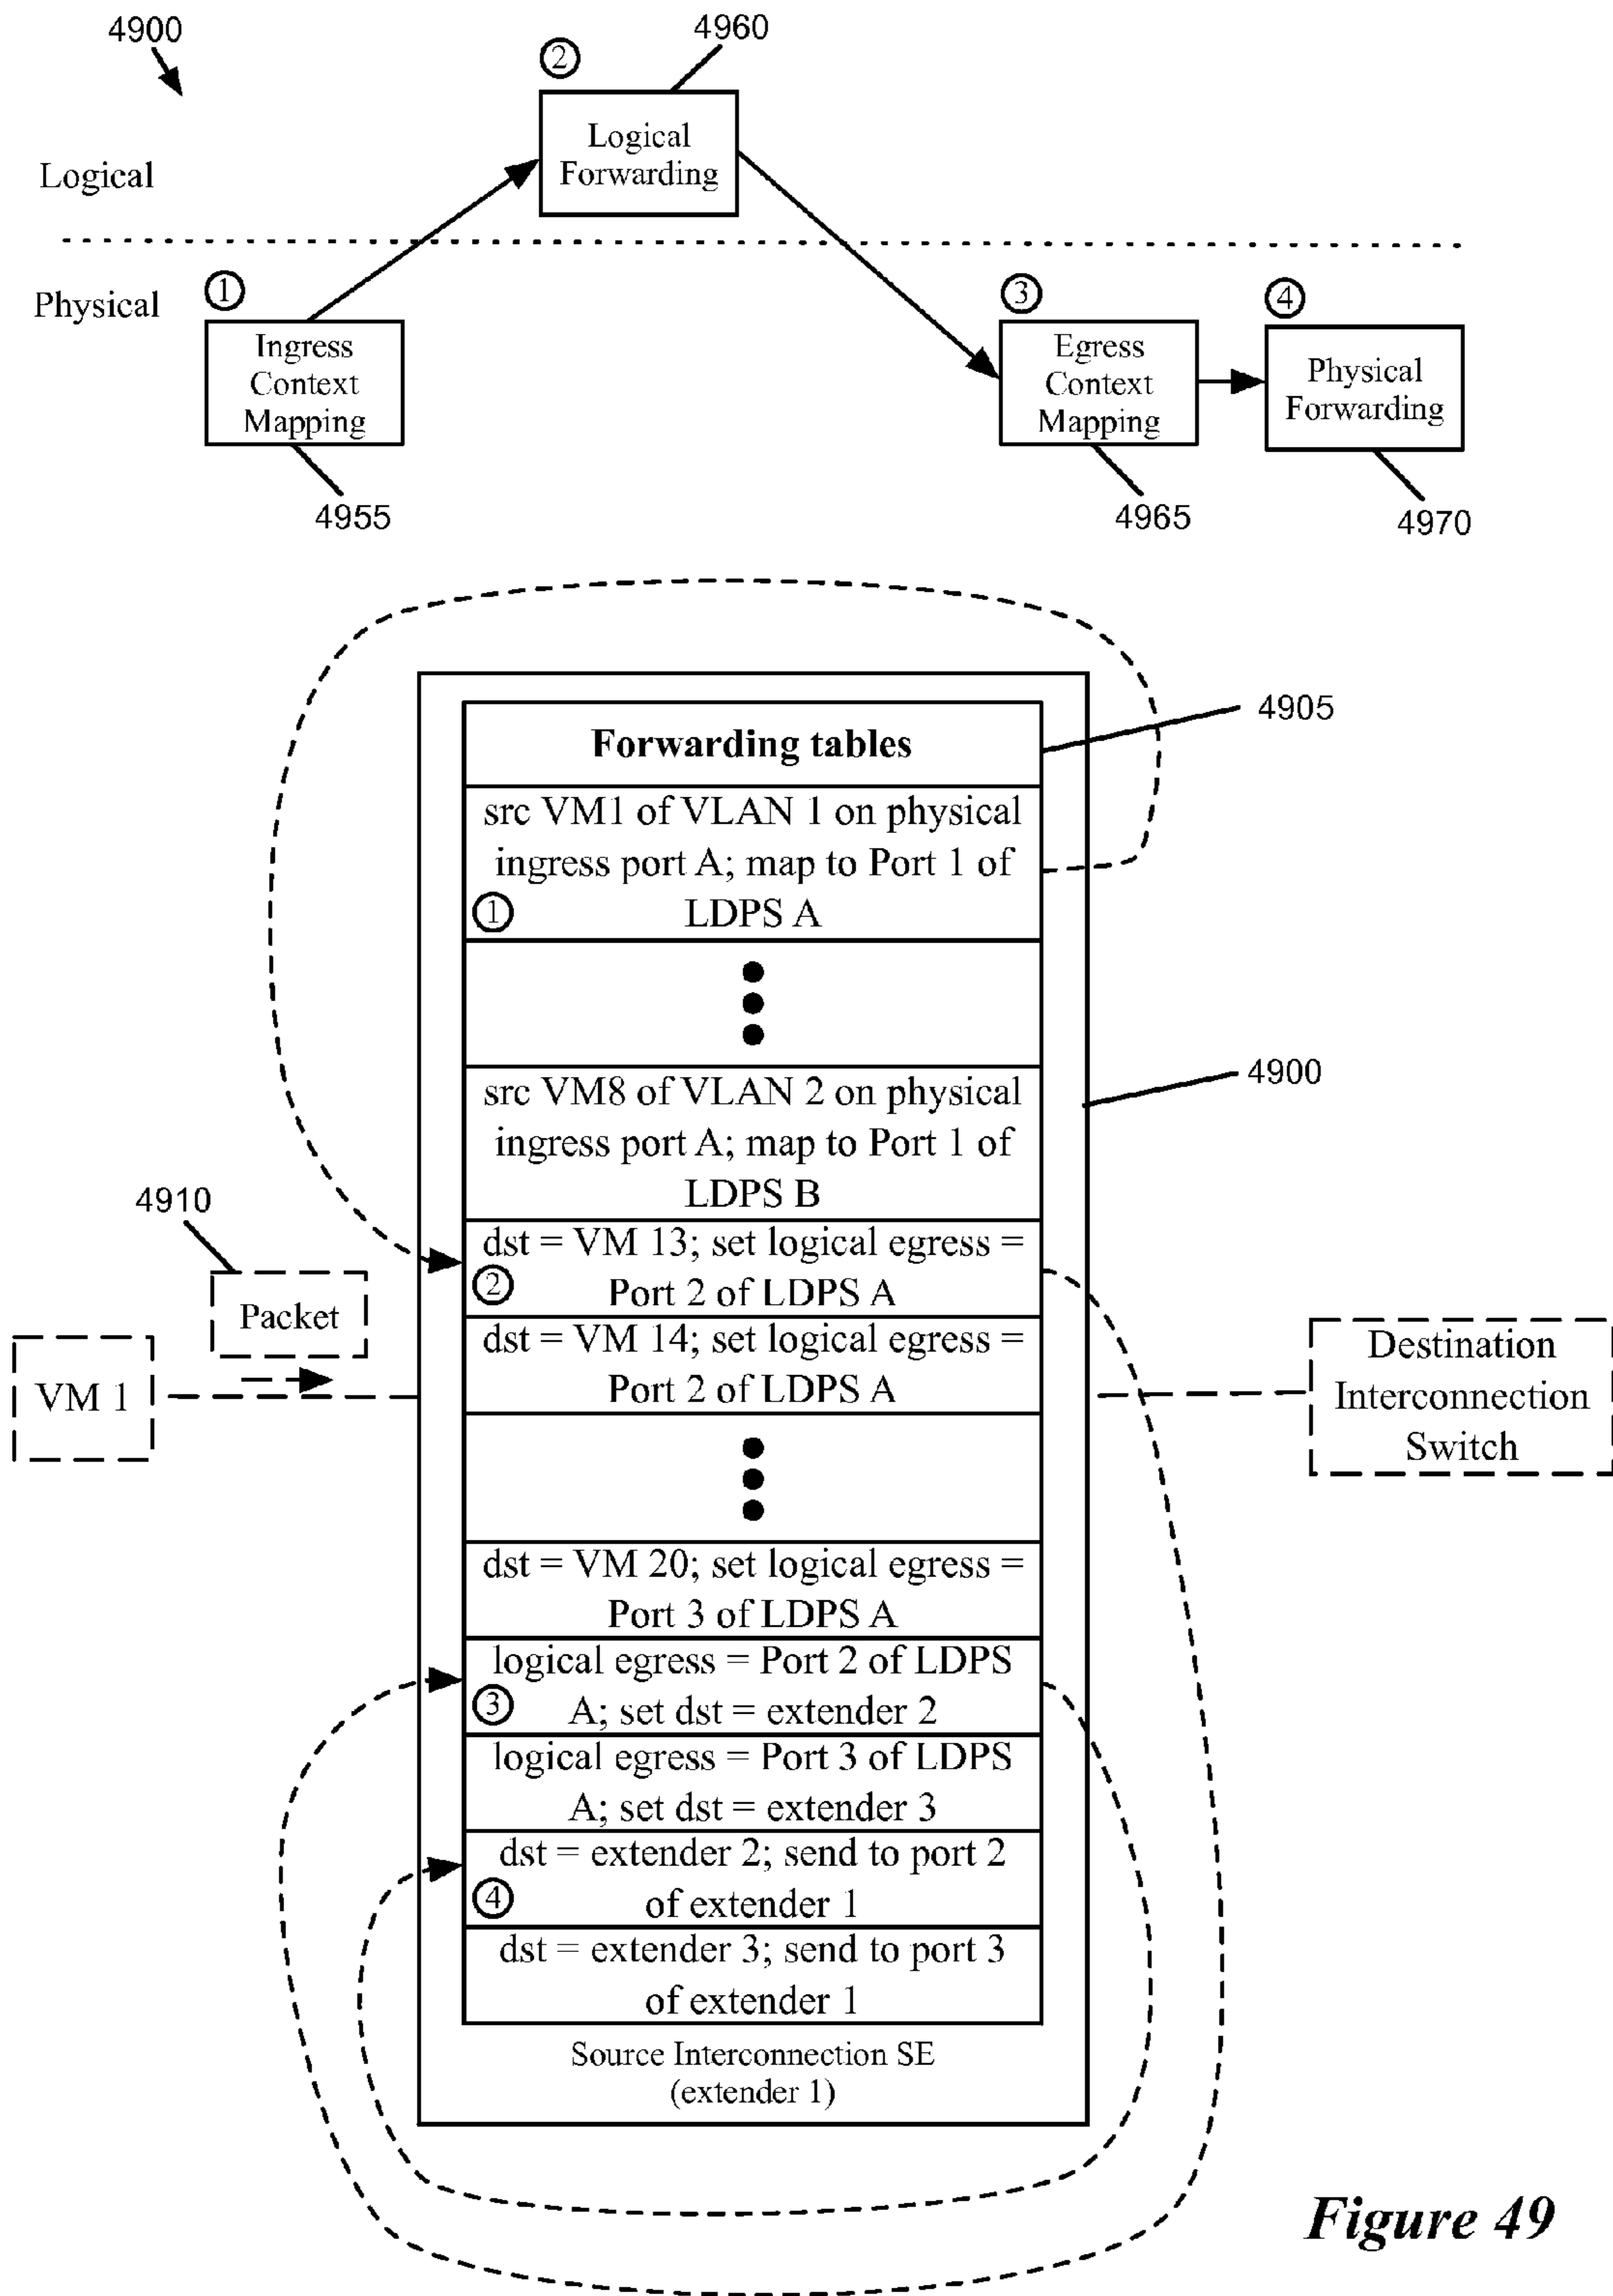 4900
4960
②
Logical
Forwarding
Logical
Physical
①
Ingress
Context
Mapping
③
Egress
Context
Mapping
④
Physical
Forwarding
4955
4965
4970
4905
Forwarding tables
src VM1 of VLAN 1 on physical
ingress port A; map to Port 1 of
① LDPS A
4900
src VM8 of VLAN 2 on physical
ingress port A; map to Port 1 of
LDPS B
4910
Packet
VM 1
dst = VM 13; set logical egress =
② Port 2 of LDPS A
dst = VM 14; set logical egress =
Port 2 of LDPS A
Destination
Interconnection
Switch
dst = VM 20; set logical egress =
Port 3 of LDPS A
logical egress = Port 2 of LDPS
③ A; set dst = extender 2
logical egress = Port 3 of LDPS
A; set dst = extender 3
dst = extender 2; send to port 2
④ of extender 1
dst = extender 3; send to port 3
of extender 1
Source Interconnection SE
(extender 1)
Figure 49